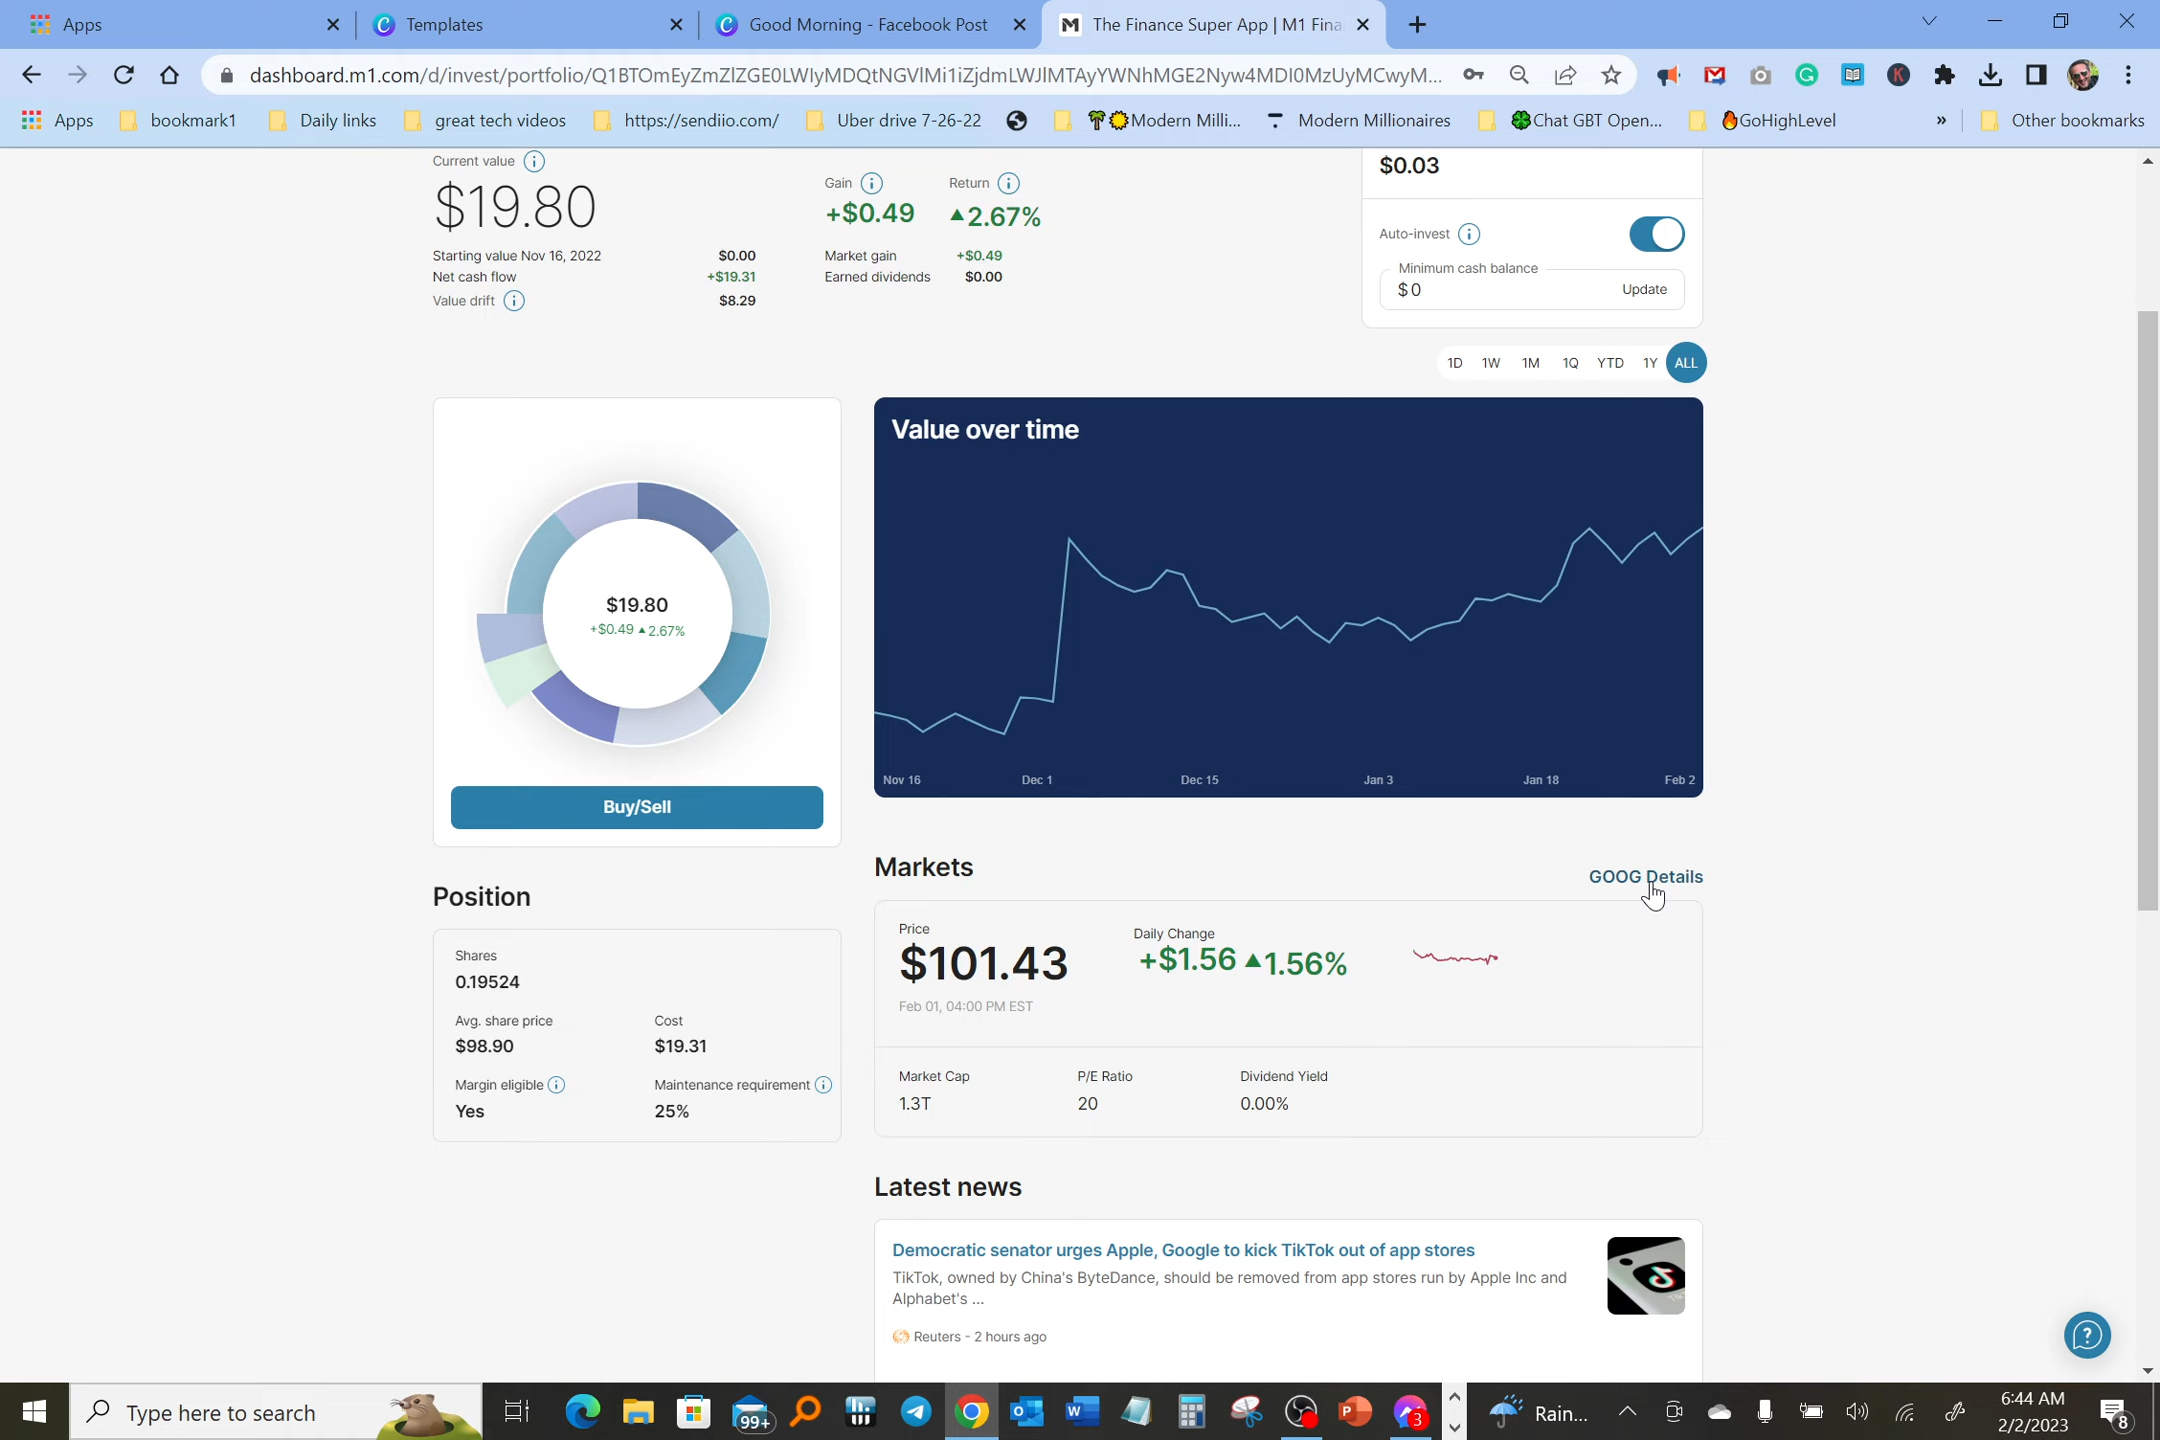 Apps
Templates
Good Morning - Facebook Post
The Finance Super App | M1 Fina
dashboard.m1.com/d/invest/portfolio/Q1BTOmEyZmZlZGE0LWIyMDQtNGVlMi1iZjdmLWJlMTAyYWNhMGE2Nyw4MDI0MzUyMCwyM...
Apps
bookmark1
Daily links
great tech videos
https://sendiio.com/
Uber drive 7-26-22
🌴🌞Modern Milli...
Modern Millionaires
🍀Chat GBT Open...
🔥GoHighLevel
»
Other bookmarks
Current value
$19.80
Starting value Nov 16, 2022 $0.00
Net cash flow +$19.31
Value drift $8.29
Gain
+$0.49
Return
▲2.67%
Market gain +$0.49
Earned dividends $0.00
$0.03
Auto-invest
Minimum cash balance
$ 0
Update
1D 1W 1M 1Q YTD 1Y ALL
$19.80
+$0.49 ▲2.67%
Buy/Sell
Value over time
Nov 16 Dec 1 Dec 15 Jan 3 Jan 18 Feb 2
Position
Shares
0.19524
Avg. share price
$98.90
Cost
$19.31
Margin eligible
Yes
Maintenance requirement
25%
Markets
GOOG Details
Price
$101.43
Feb 01, 04:00 PM EST
Daily Change
+$1.56 ▲1.56%
Market Cap
1.3T
P/E Ratio
20
Dividend Yield
0.00%
Latest news
Democratic senator urges Apple, Google to kick TikTok out of app stores
TikTok, owned by China's ByteDance, should be removed from app stores run by Apple Inc and
Alphabet's ...
Reuters - 2 hours ago
Type here to search
99+
3
Rain...
6:44 AM
2/2/2023
8